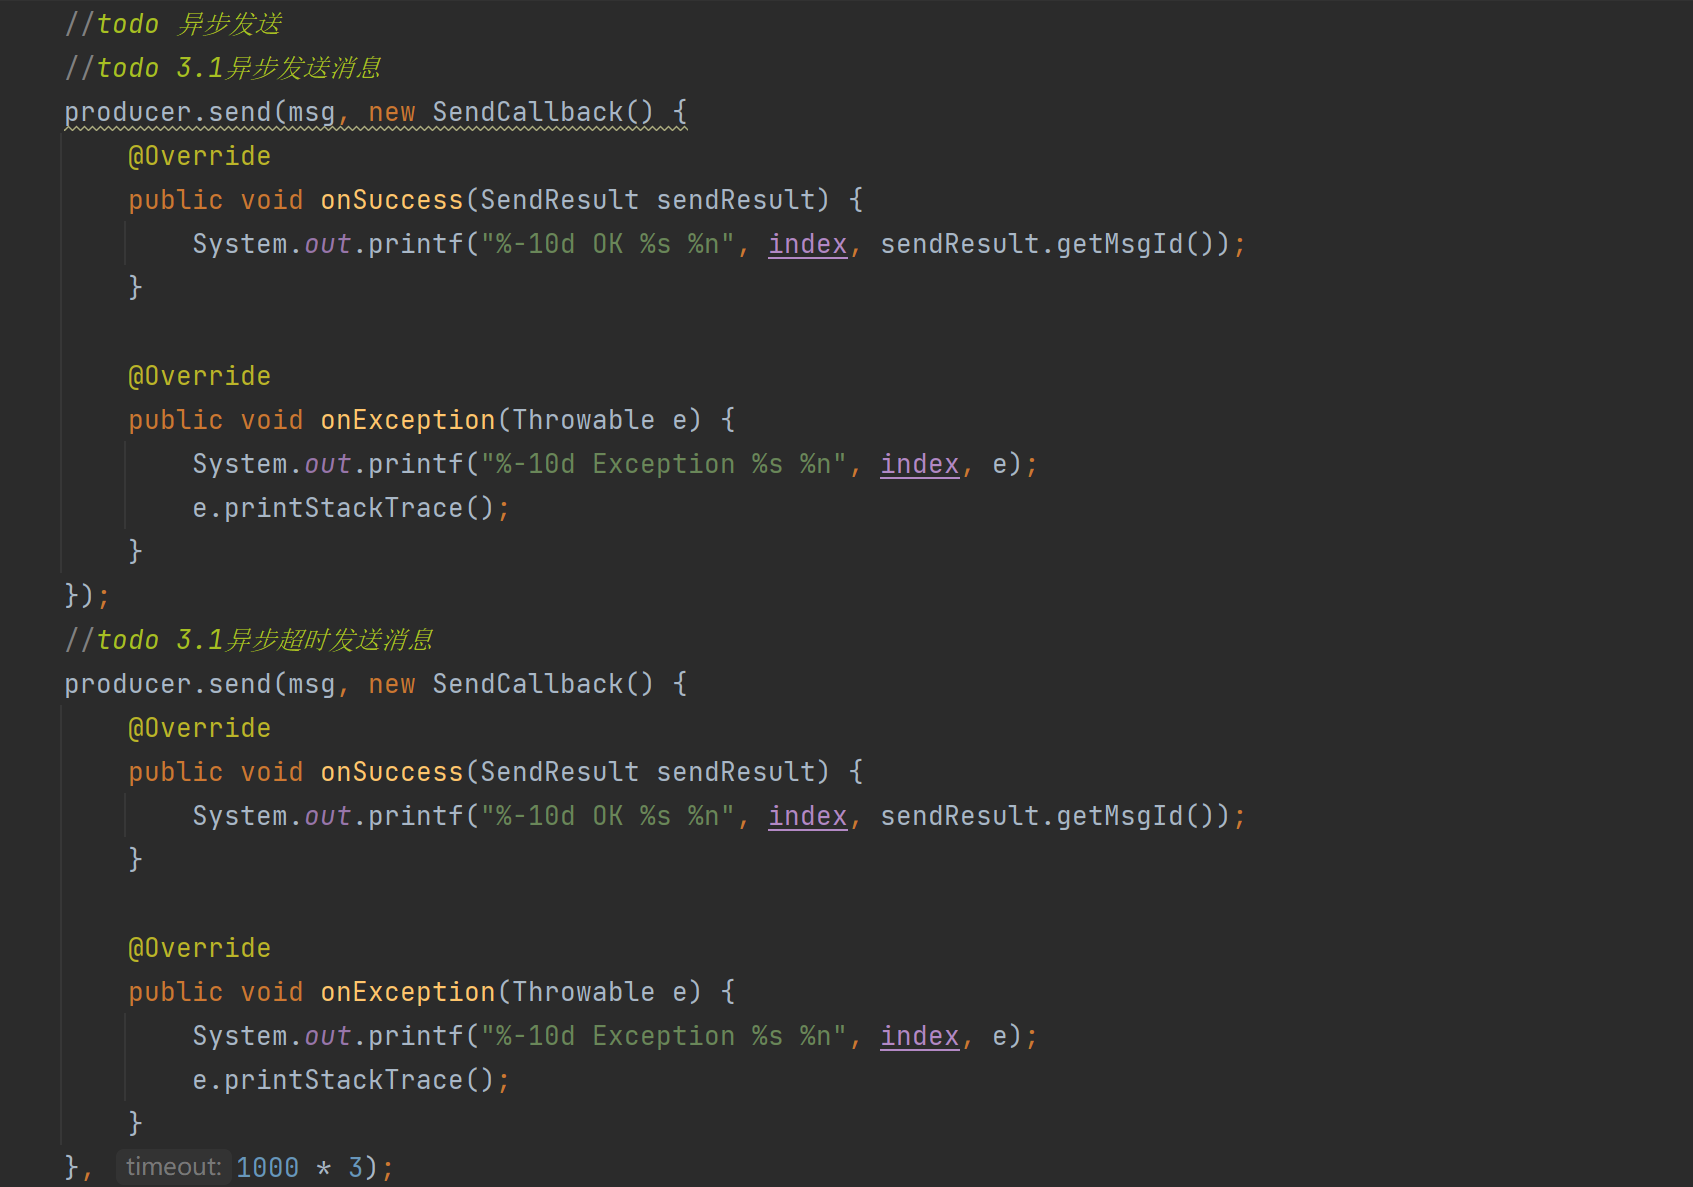 //todo 异步发送
//todo 3.1异步发送消息
producer.send(msg, new SendCallback() {
    @Override
    public void onSuccess(SendResult sendResult) {
        System.out.printf("%-10d OK %s %n", index, sendResult.getMsgId());
    }

    @Override
    public void onException(Throwable e) {
        System.out.printf("%-10d Exception %s %n", index, e);
        e.printStackTrace();
    }
});
//todo 3.1异步超时发送消息
producer.send(msg, new SendCallback() {
    @Override
    public void onSuccess(SendResult sendResult) {
        System.out.printf("%-10d OK %s %n", index, sendResult.getMsgId());
    }

    @Override
    public void onException(Throwable e) {
        System.out.printf("%-10d Exception %s %n", index, e);
        e.printStackTrace();
    }
}, timeout: 1000 * 3);